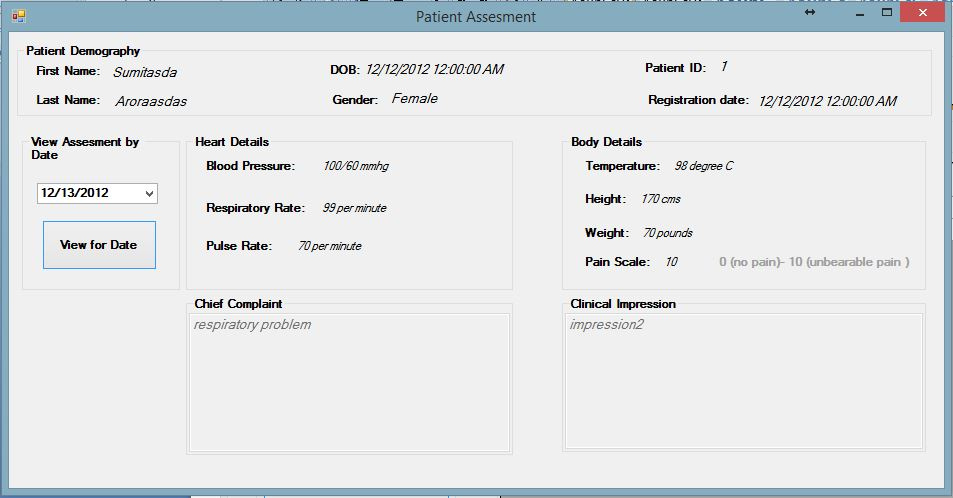 Patient Assesment
Patient Demography
First Name: Sumitasda
DOB: 12/12/2012 12:00:00 AM
Patient ID: 1
Last Name: Aroraasdas
Gender: Female
Registration date: 12/12/2012 12:00:00 AM
View Assesment by
Date
12/13/2012
View for Date
Heart Details
Blood Pressure: 100/60 mmhg
Respiratory Rate: 99 per minute
Pulse Rate: 70 per minute
Body Details
Temperature: 98 degree C
Height: 170 cms
Weight: 70 pounds
Pain Scale: 10 0 (no pain)- 10 (unbearable pain )
Chief Complaint
respiratory problem
Clinical Impression
impression2